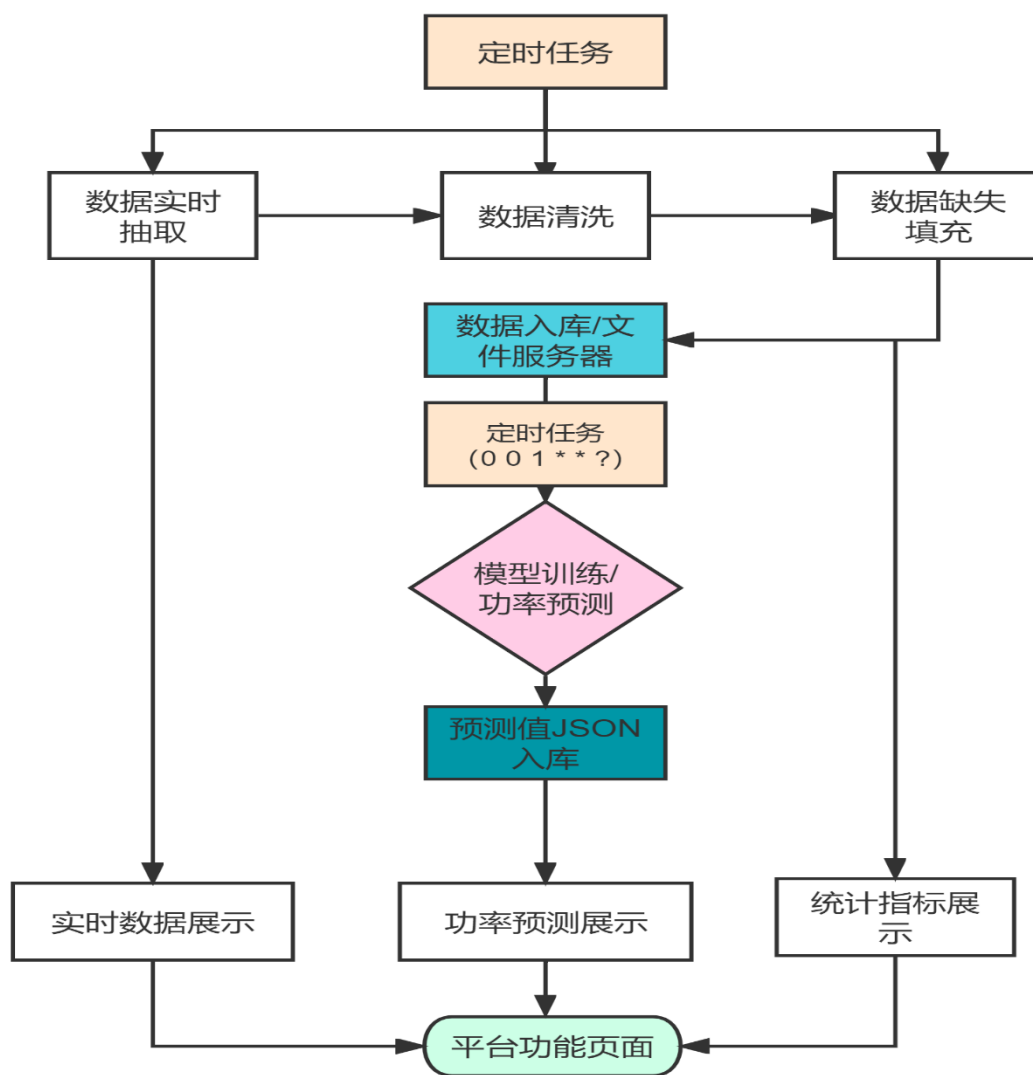 定时任务
数据实时
抽取
数据清洗
数据缺失
填充
数据入库/文
件服务器
定时任务
(0 0 1 * * ?)
模型训练/
功率预测
预测值JSON
入库
实时数据展示
功率预测展示
统计指标展
示
平台功能页面